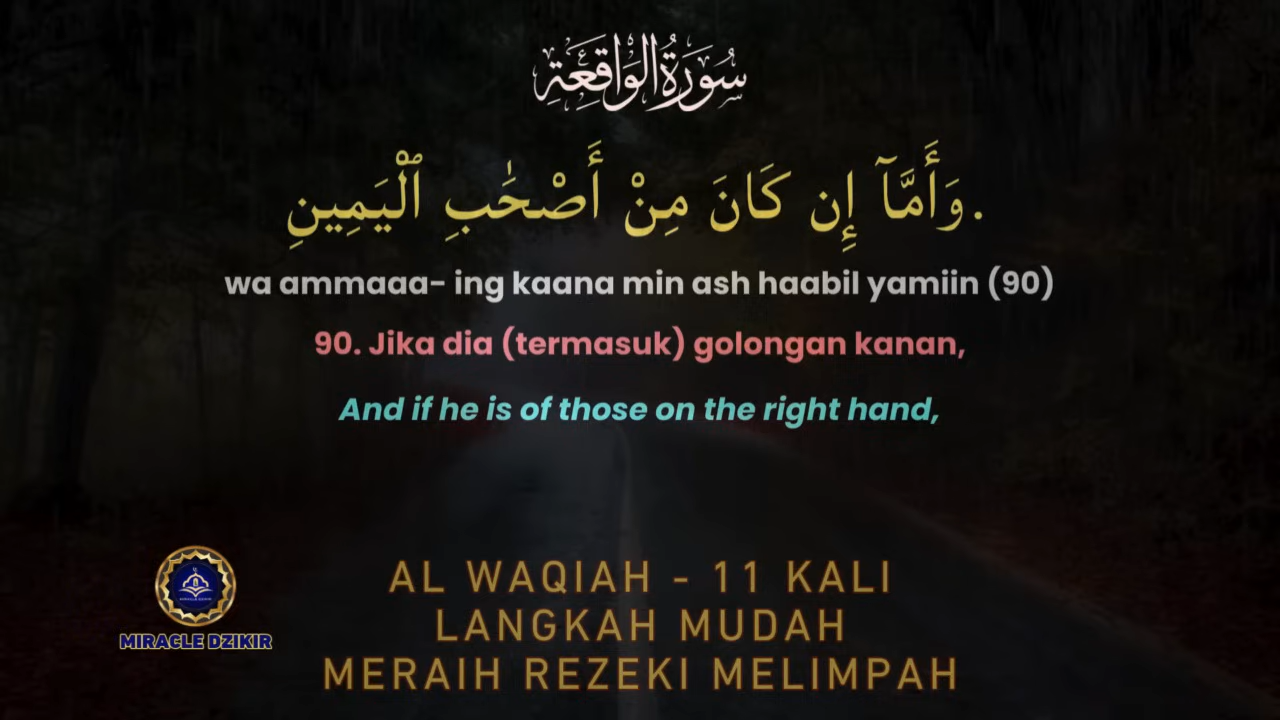 سُورَةُ الْوَاقِعَةِ
وَأَمَّآ إِن كَانَ مِنْ أَصْحَٰبِ ٱلْيَمِينِ.
wa ammaaa- ing kaana min ash haabil yamiin (90)
90. Jika dia (termasuk) golongan kanan,
And if he is of those on the right hand,
AL WAQIAH - 11 KALI
LANGKAH MUDAH
MERAIH REZEKI MELIMPAH
MIRACLE DZIKIR